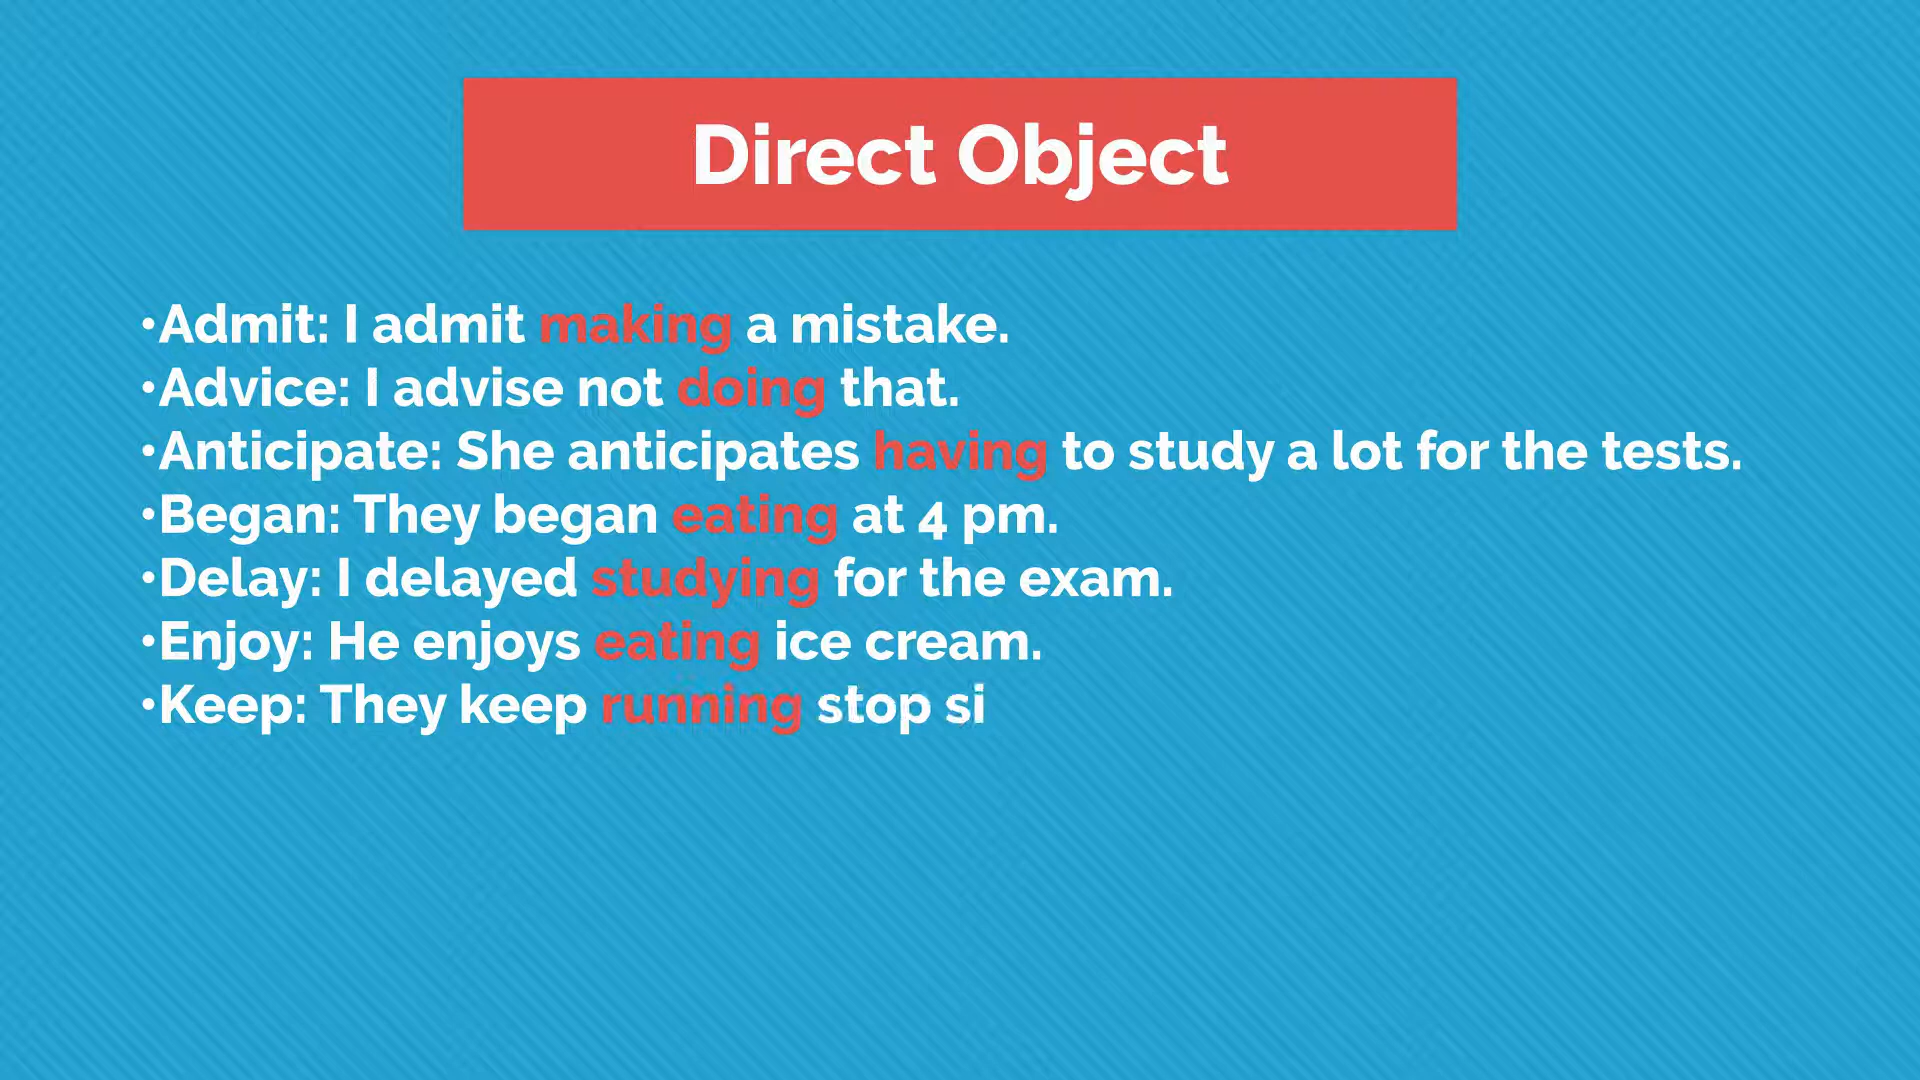 Direct Object
•Admit: I admit making a mistake.
•Advice: I advise not doing that.
•Anticipate: She anticipates having to study a lot for the tests.
•Began: They began eating at 4 pm.
•Delay: I delayed studying for the exam.
•Enjoy: He enjoys eating ice cream.
•Keep: They keep running stop si